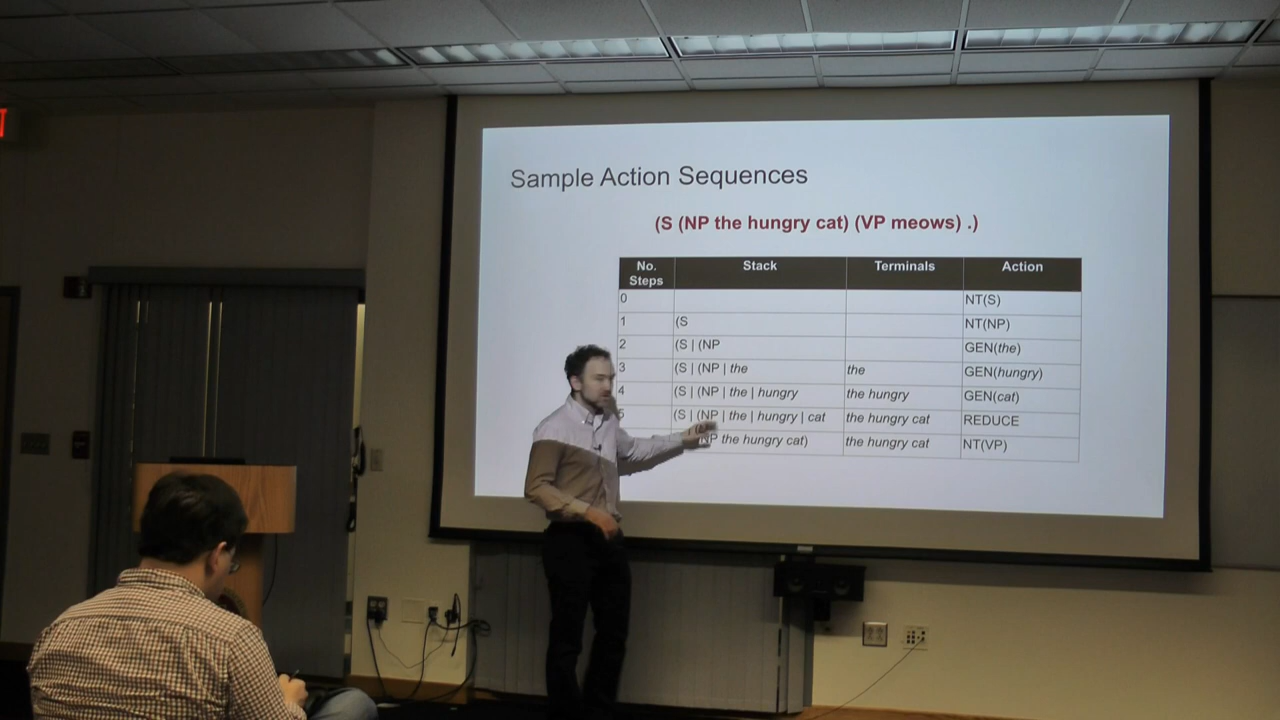 Sample Action Sequences
(S (NP the hungry cat) (VP meows) .)
No. Steps Stack Terminals Action
0 NT(S)
1 (S NT(NP)
2 (S | (NP GEN(the)
3 (S | (NP | the the GEN(hungry)
4 (S | (NP | the | hungry the hungry GEN(cat)
5 (S | (NP | the | hungry | cat the hungry cat REDUCE
the hungry cat) the hungry cat NT(VP)